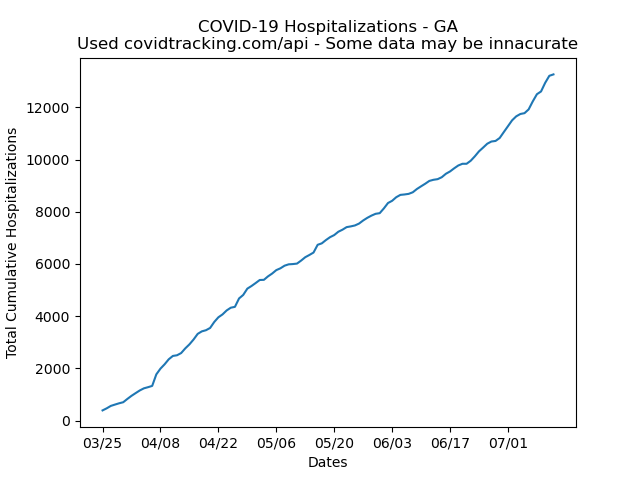 COVID-19 Hospitalizations - GA
Used covidtracking.com/api - Some data may be innacurate
Total Cumulative Hospitalizations
12000
10000
8000
6000
4000
2000
0
03/25 04/08 04/22 05/06 05/20 06/03 06/17 07/01
Dates